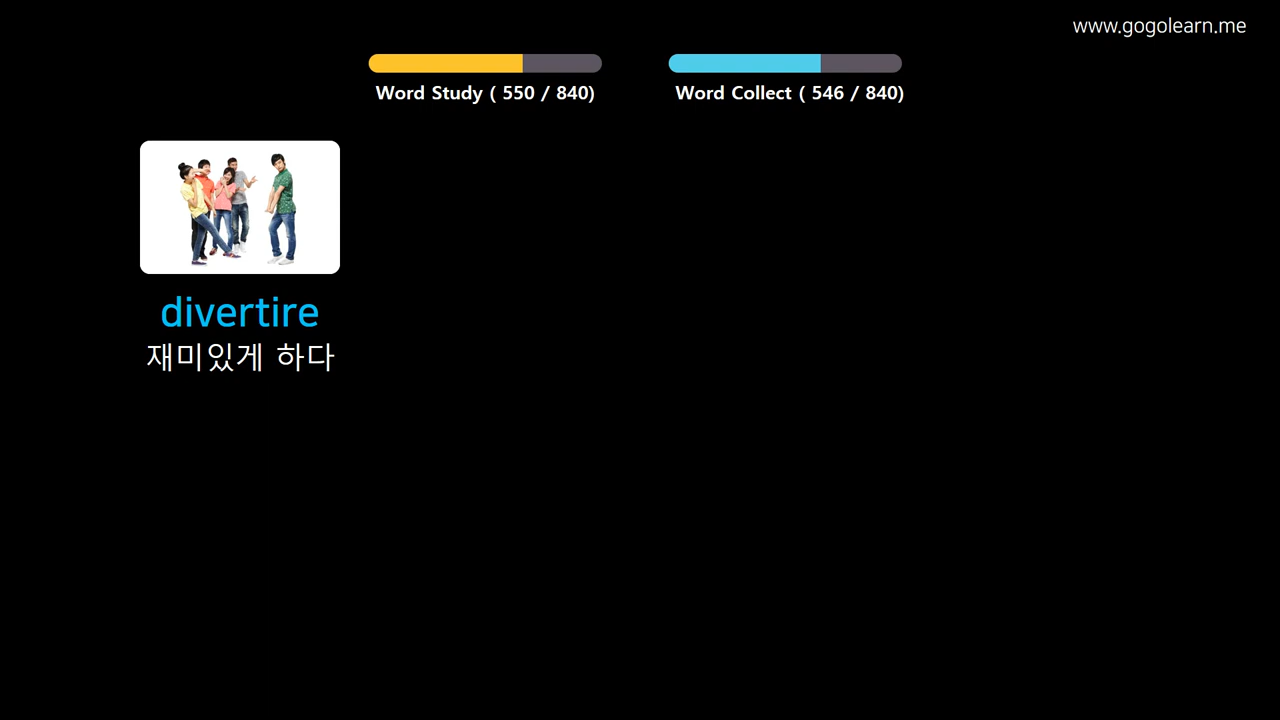 www.gogolearn.me
Word Study ( 550 / 840)
Word Collect ( 546 / 840)
divertire
재미있게 하다